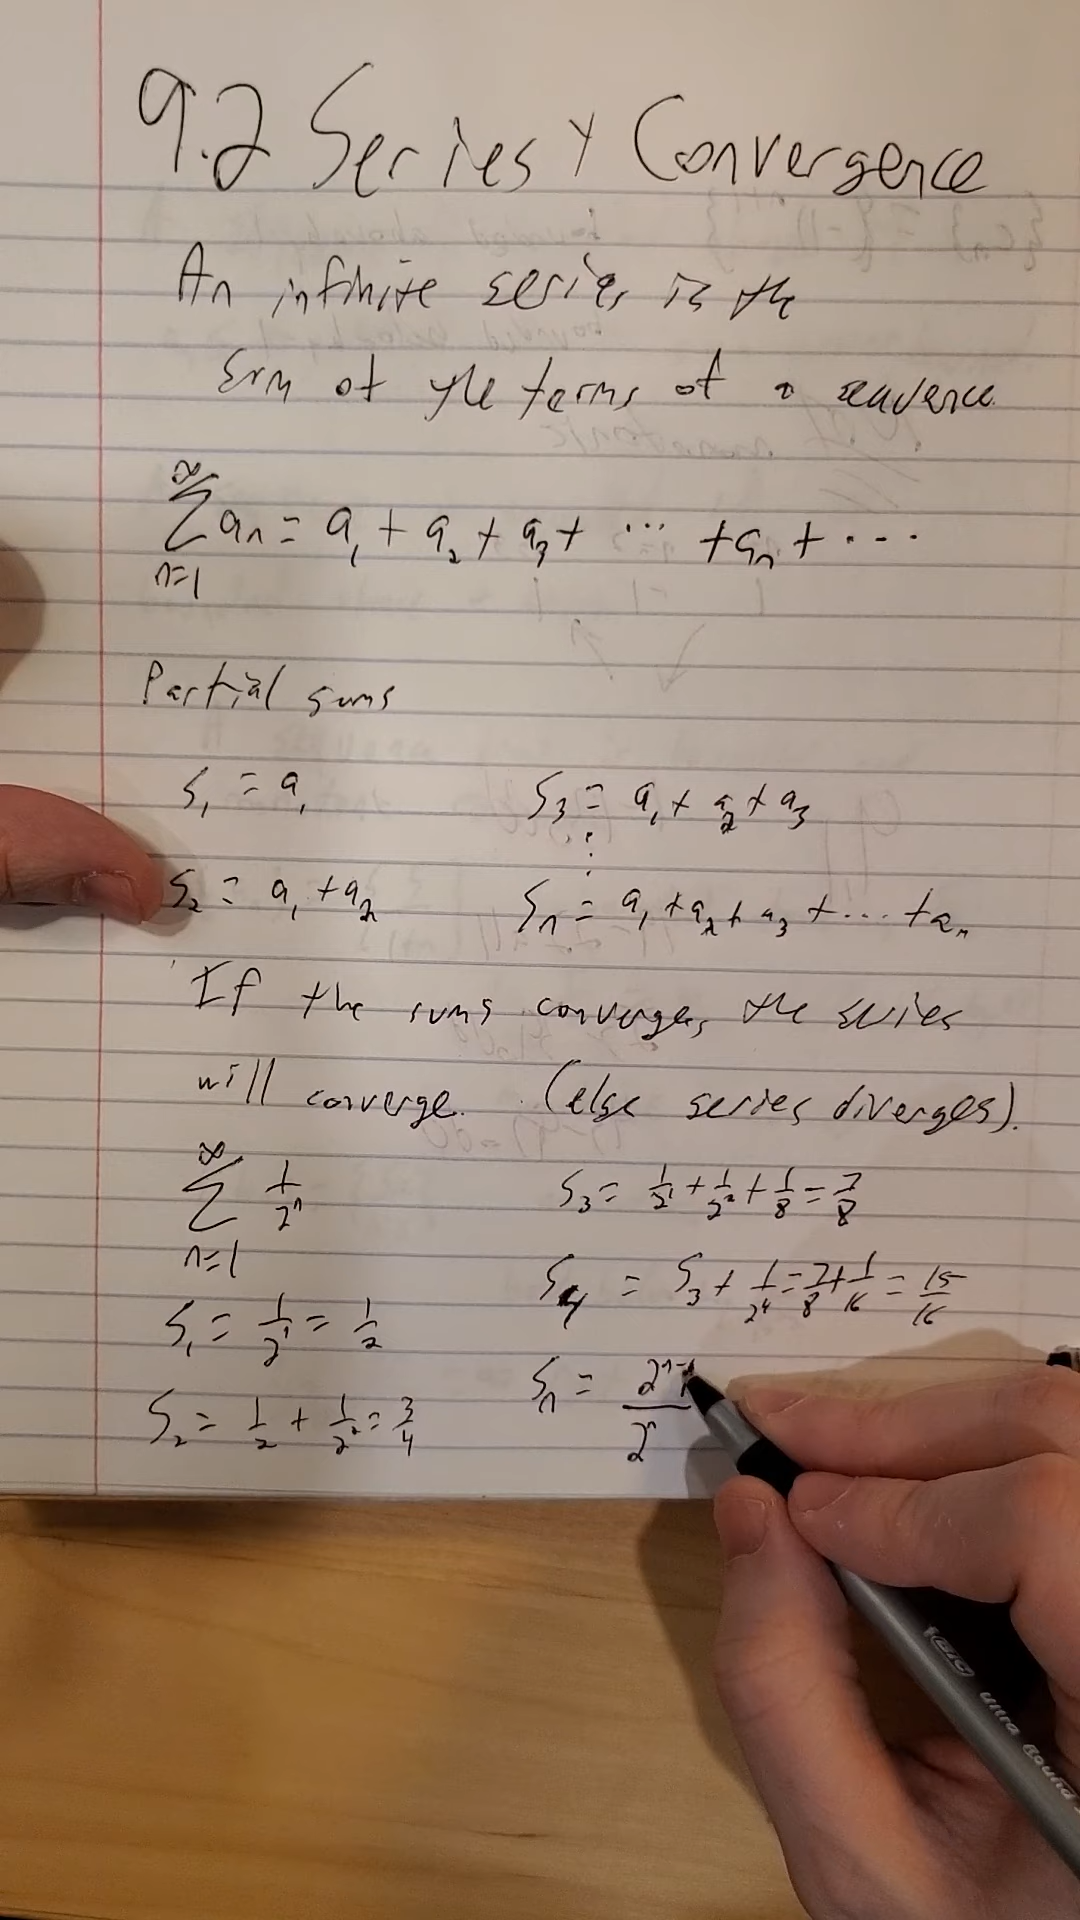 9.2 Series & Convergence
An infinite series is the
sum of the terms of a sequence.
∞
∑ aₙ = a₁ + a₂ + a₃ + ... + aₙ + ...
n=1
Partial sums
S₁ = a₁
S₂ = a₁ + a₂
S₃ = a₁ + a₂ + a₃
⋮
Sₙ = a₁ + a₂ + a₃ + ... + aₙ
If the sums converges, the series
will converge. (else series diverges).
∞
∑ 1/2ⁿ
n=1
S₁ = 1/2¹ = 1/2
S₂ = 1/2 + 1/2² = 3/4
S₃ = 1/2¹ + 1/2² + 1/8 = 7/8
S₄ = S₃ + 1/2⁴ = 7/8 + 1/16 = 15/16
Sₙ = 2ⁿ-1/2ⁿ
BIC Ultra Round